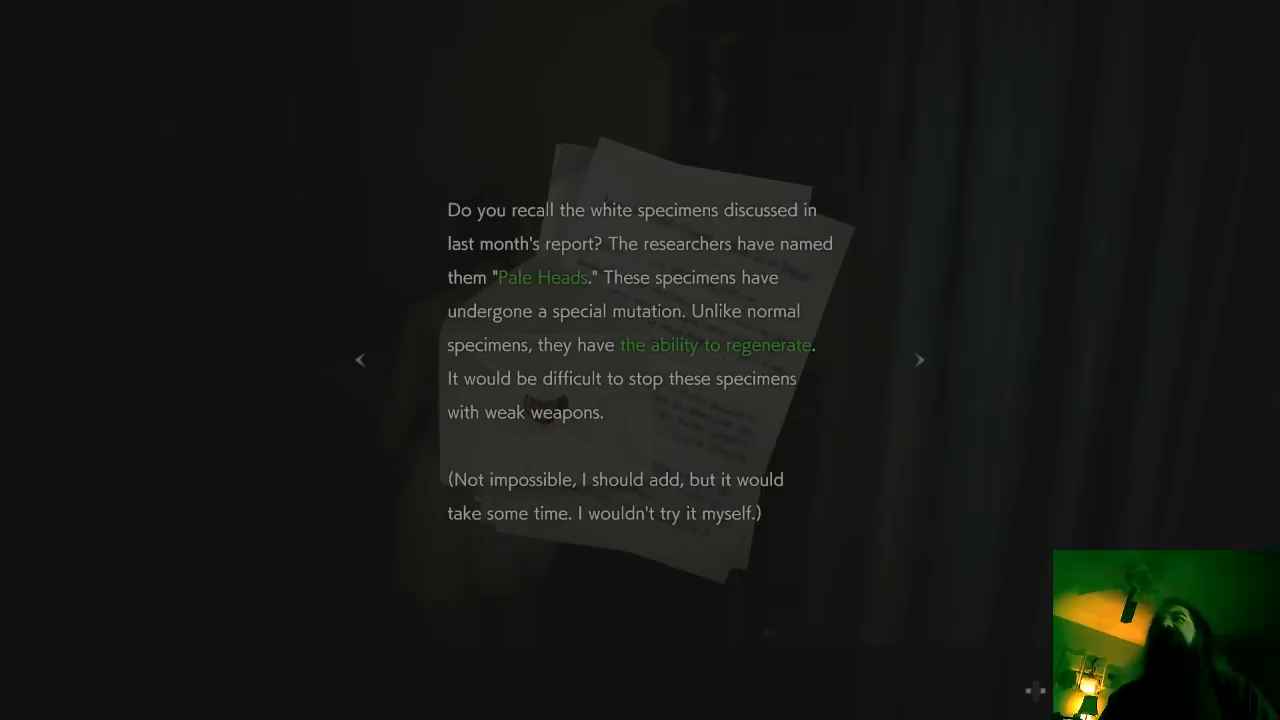 Do you recall the white specimens discussed in
last month's report? The researchers have named
them "Pale Heads." These specimens have
undergone a special mutation. Unlike normal
specimens, they have the ability to regenerate.
It would be difficult to stop these specimens
with weak weapons.
(Not impossible, I should add, but it would
take some time. I wouldn't try it myself.)